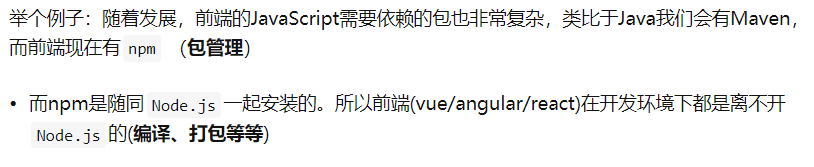 举个例子：随着发展，前端的JavaScript需要依赖的包也非常复杂，类比于Java我们会有Maven，
而前端现在有 npm （包管理）
• 而npm是随同 Node.js 一起安装的。所以前端(vue/angular/react)在开发环境下都是离不开
Node.js 的(编译、打包等等)